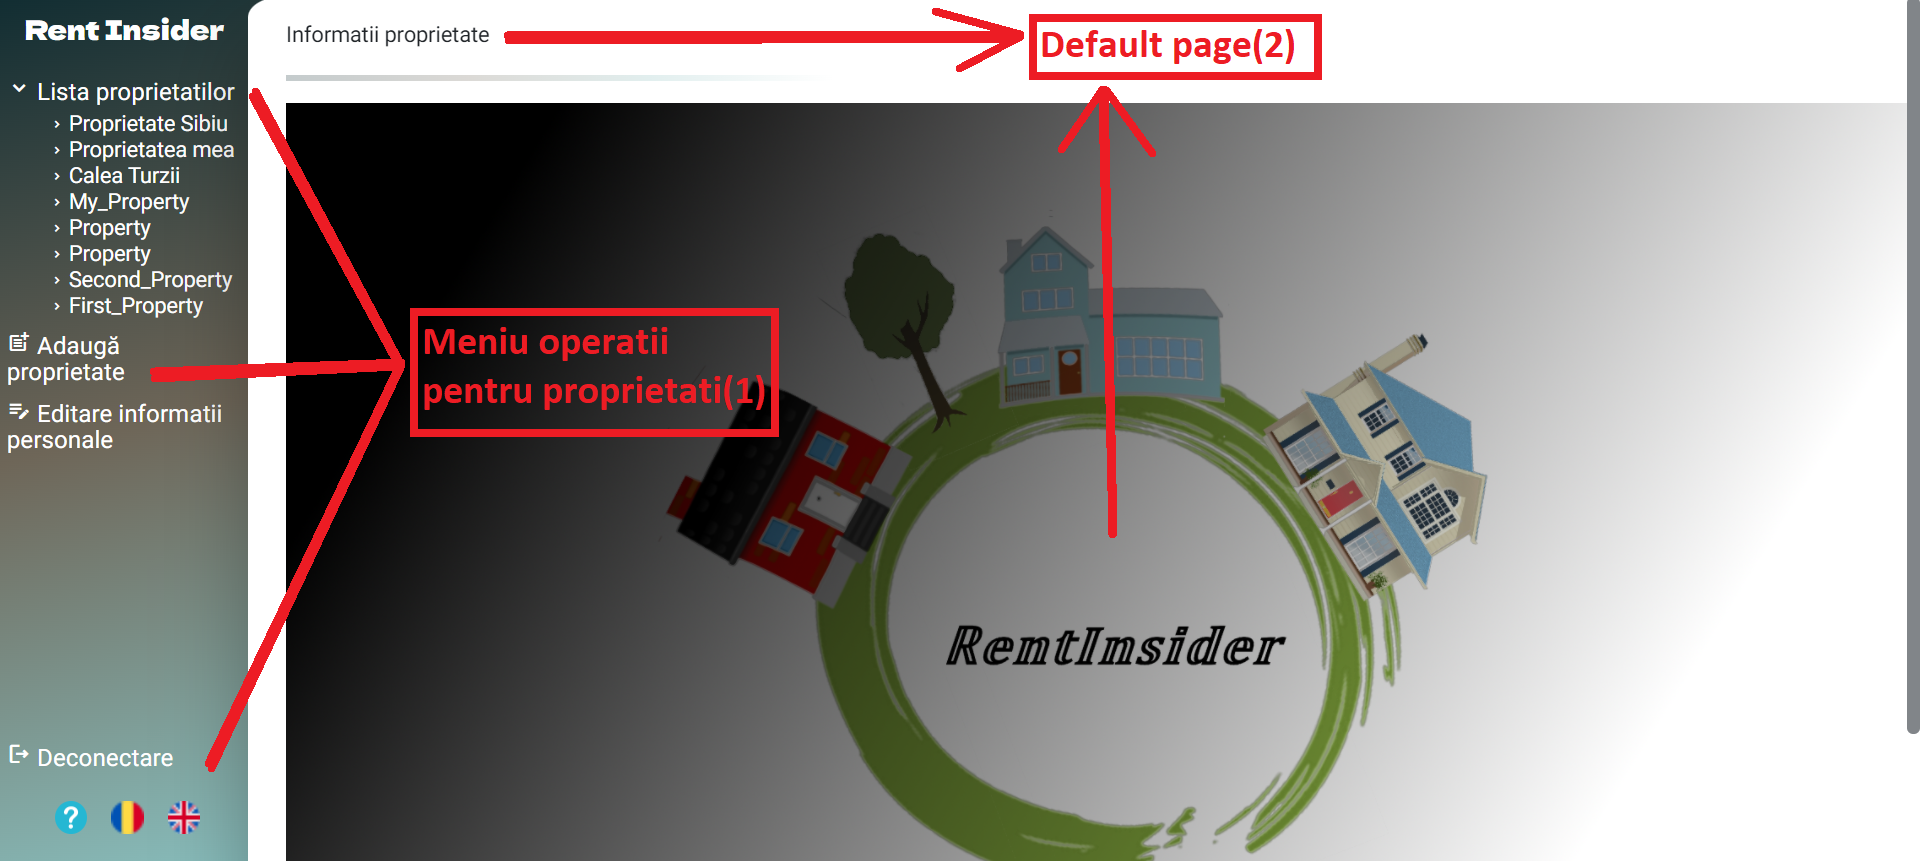 Rent Insider
Lista proprietatilor
Proprietate Sibiu
Proprietatea mea
Calea Turzii
My_Property
Property
Property
Second_Property
First_Property
Adaugă
proprietate
Editare informatii
personale
Deconectare
?
Informatii proprietate
Default page(2)
Meniu operatii
pentru proprietati(1)
RentInsider